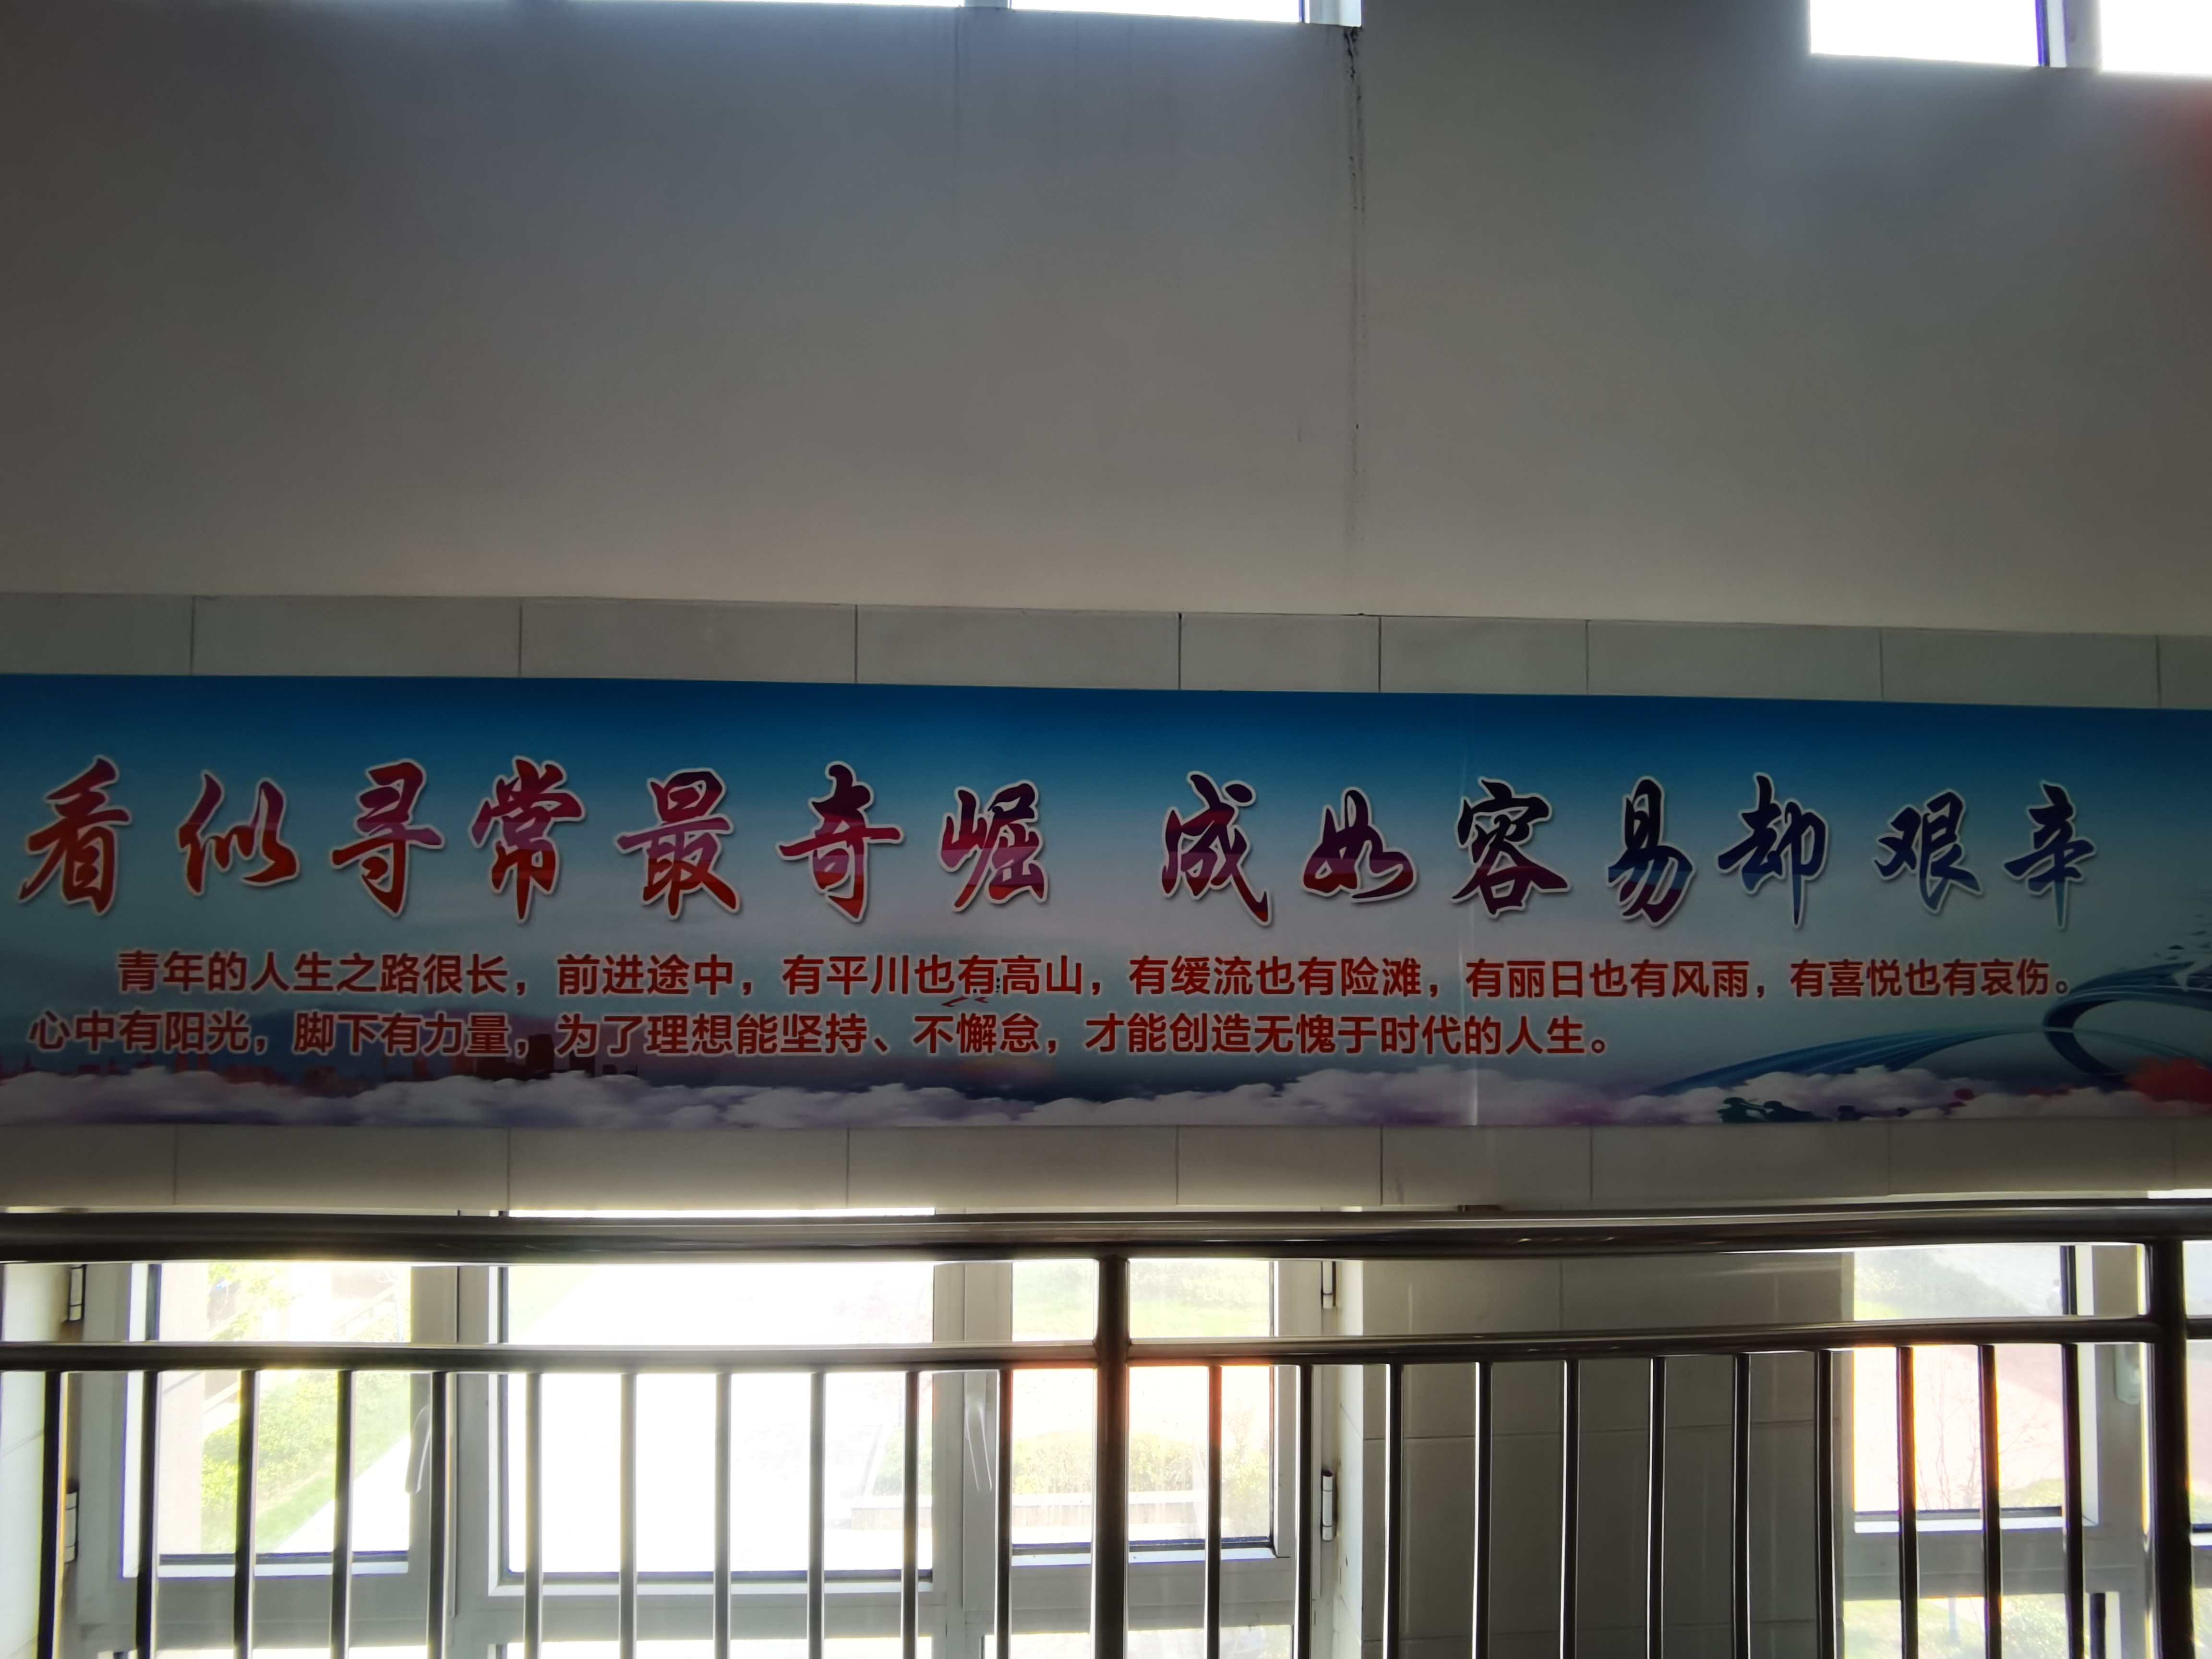 看似寻常最奇崛 成如容易却艰辛
青年的人生之路很长，前进途中，有平川也有高山，有缓流也有险滩，有丽日也有风雨，有喜悦也有哀伤。
心中有阳光，脚下有力量，为了理想能坚持、不懈怠，才能创造无愧于时代的人生。